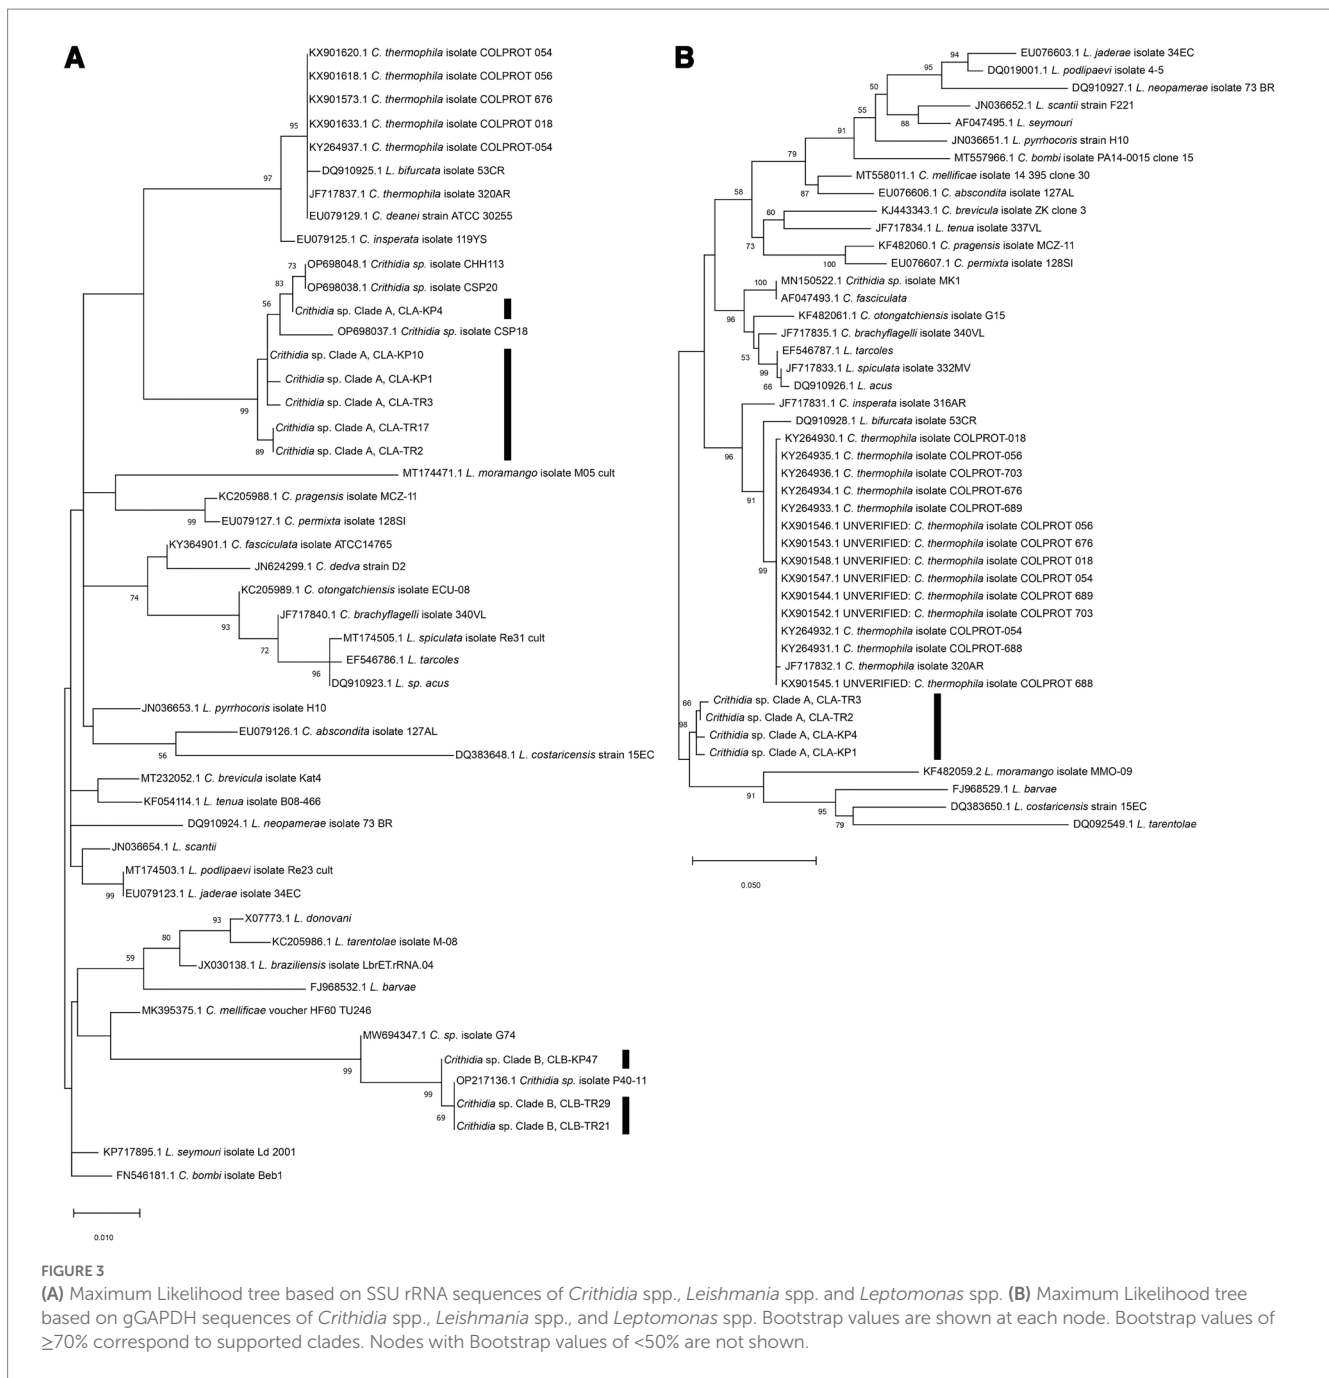 A
KX901620.1 C. thermophila isolate COLPROT 054
KX901618.1 C. thermophila isolate COLPROT 056
KX901573.1 C. thermophila isolate COLPROT 676
KX901633.1 C. thermophila isolate COLPROT 018
95
KY264937.1 C. thermophila isolate COLPROT-054
DQ910925.1 L. bifurcata isolate 53CR
97
JF717837.1 C. thermophila isolate 320AR
EU079129.1 C. deanei strain ATCC 30255
EU079125.1 C. insperata isolate 119YS
73
OP698048.1 Crithidia sp. isolate CHH113
83
OP698038.1 Crithidia sp. isolate CSP20
56
Crithidia sp. Clade A, CLA-KP4
OP698037.1 Crithidia sp. isolate CSP18
Crithidia sp. Clade A, CLA-KP10
Crithidia sp. Clade A, CLA-KP1
Crithidia sp. Clade A, CLA-TR3
99
Crithidia sp. Clade A, CLA-TR17
89
Crithidia sp. Clade A, CLA-TR2
MT174471.1 L. moramango isolate M05 cult
KC205988.1 C. pragensis isolate MCZ-11
99
EU079127.1 C. permixta isolate 128SI
KY364901.1 C. fasciculata isolate ATCC14765
JN624299.1 C. dedva strain D2
74
KC205989.1 C. otongatchiensis isolate ECU-08
93
JF717840.1 C. brachyflagelli isolate 340VL
72
MT174505.1 L. spiculata isolate Re31 cult
EF546786.1 L. tarcoles
96
DQ910923.1 L. sp. acus
JN036653.1 L. pyrrhocoris isolate H10
EU079126.1 C. abscondita isolate 127AL
56
DQ383648.1 L. costaricensis strain 15EC
MT232052.1 C. brevicula isolate Kat4
KF054114.1 L. tenua isolate B08-466
DQ910924.1 L. neopamerae isolate 73 BR
JN036654.1 L. scantii
MT174503.1 L. podlipaevi isolate Re23 cult
99
EU079123.1 L. jaderae isolate 34EC
93
X07773.1 L. donovani
80
KC205986.1 L. tarentolae isolate M-08
59
JX030138.1 L. braziliensis isolate LbrET.rRNA.04
FJ968532.1 L. barvae
MK395375.1 C. mellificae voucher HF60 TU246
MW694347.1 C. sp. isolate G74
99
Crithidia sp. Clade B, CLB-KP47
99
OP217136.1 Crithidia sp. isolate P40-11
Crithidia sp. Clade B, CLB-TR29
69
Crithidia sp. Clade B, CLB-TR21
KP717895.1 L. seymouri isolate Ld 2001
FN546181.1 C. bombi isolate Beb1
0.010
B
94
EU076603.1 L. jaderae isolate 34EC
95
DQ019001.1 L. podlipaevi isolate 4-5
50
DQ910927.1 L. neopamerae isolate 73 BR
55
JN036652.1 L. scantii strain F221
88
AF047495.1 L. seymouri
91
JN036651.1 L. pyrrhocoris strain H10
79
MT557966.1 C. bombi isolate PA14-0015 clone 15
MT558011.1 C. mellificae isolate 14 395 clone 30
58
87
EU076606.1 C. abscondita isolate 127AL
60
KJ443343.1 C. brevicula isolate ZK clone 3
JF717834.1 L. tenua isolate 337VL
73
KF482060.1 C. pragensis isolate MCZ-11
100
EU076607.1 C. permixta isolate 128SI
100
MN150522.1 Crithidia sp. isolate MK1
AF047493.1 C. fasciculata
96
KF482061.1 C. otongatchiensis isolate G15
JF717835.1 C. brachyflagelli isolate 340VL
53
EF546787.1 L. tarcoles
99
JF717833.1 L. spiculata isolate 332MV
66
DQ910926.1 L. acus
JF717831.1 C. insperata isolate 316AR
DQ910928.1 L. bifurcata isolate 53CR
KY264930.1 C. thermophila isolate COLPROT-018
96
KY264935.1 C. thermophila isolate COLPROT-056
KY264936.1 C. thermophila isolate COLPROT-703
KY264934.1 C. thermophila isolate COLPROT-676
91
KY264933.1 C. thermophila isolate COLPROT-689
KX901546.1 UNVERIFIED: C. thermophila isolate COLPROT 056
KX901543.1 UNVERIFIED: C. thermophila isolate COLPROT 676
KX901548.1 UNVERIFIED: C. thermophila isolate COLPROT 018
99
KX901547.1 UNVERIFIED: C. thermophila isolate COLPROT 054
KX901544.1 UNVERIFIED: C. thermophila isolate COLPROT 689
KX901542.1 UNVERIFIED: C. thermophila isolate COLPROT 703
KY264932.1 C. thermophila isolate COLPROT-054
KY264931.1 C. thermophila isolate COLPROT-688
JF717832.1 C. thermophila isolate 320AR
KX901545.1 UNVERIFIED: C. thermophila isolate COLPROT 688
66
Crithidia sp. Clade A, CLA-TR3
98
Crithidia sp. Clade A, CLA-TR2
Crithidia sp. Clade A, CLA-KP4
Crithidia sp. Clade A, CLA-KP1
KF482059.2 L. moramango isolate MMO-09
91
FJ968529.1 L. barvae
95
DQ383650.1 L. costaricensis strain 15EC
79
DQ092549.1 L. tarentolae
0.050
FIGURE 3
(A) Maximum Likelihood tree based on SSU rRNA sequences of Crithidia spp., Leishmania spp. and Leptomonas spp. (B) Maximum Likelihood tree
based on gGAPDH sequences of Crithidia spp., Leishmania spp., and Leptomonas spp. Bootstrap values are shown at each node. Bootstrap values of
≥70% correspond to supported clades. Nodes with Bootstrap values of <50% are not shown.